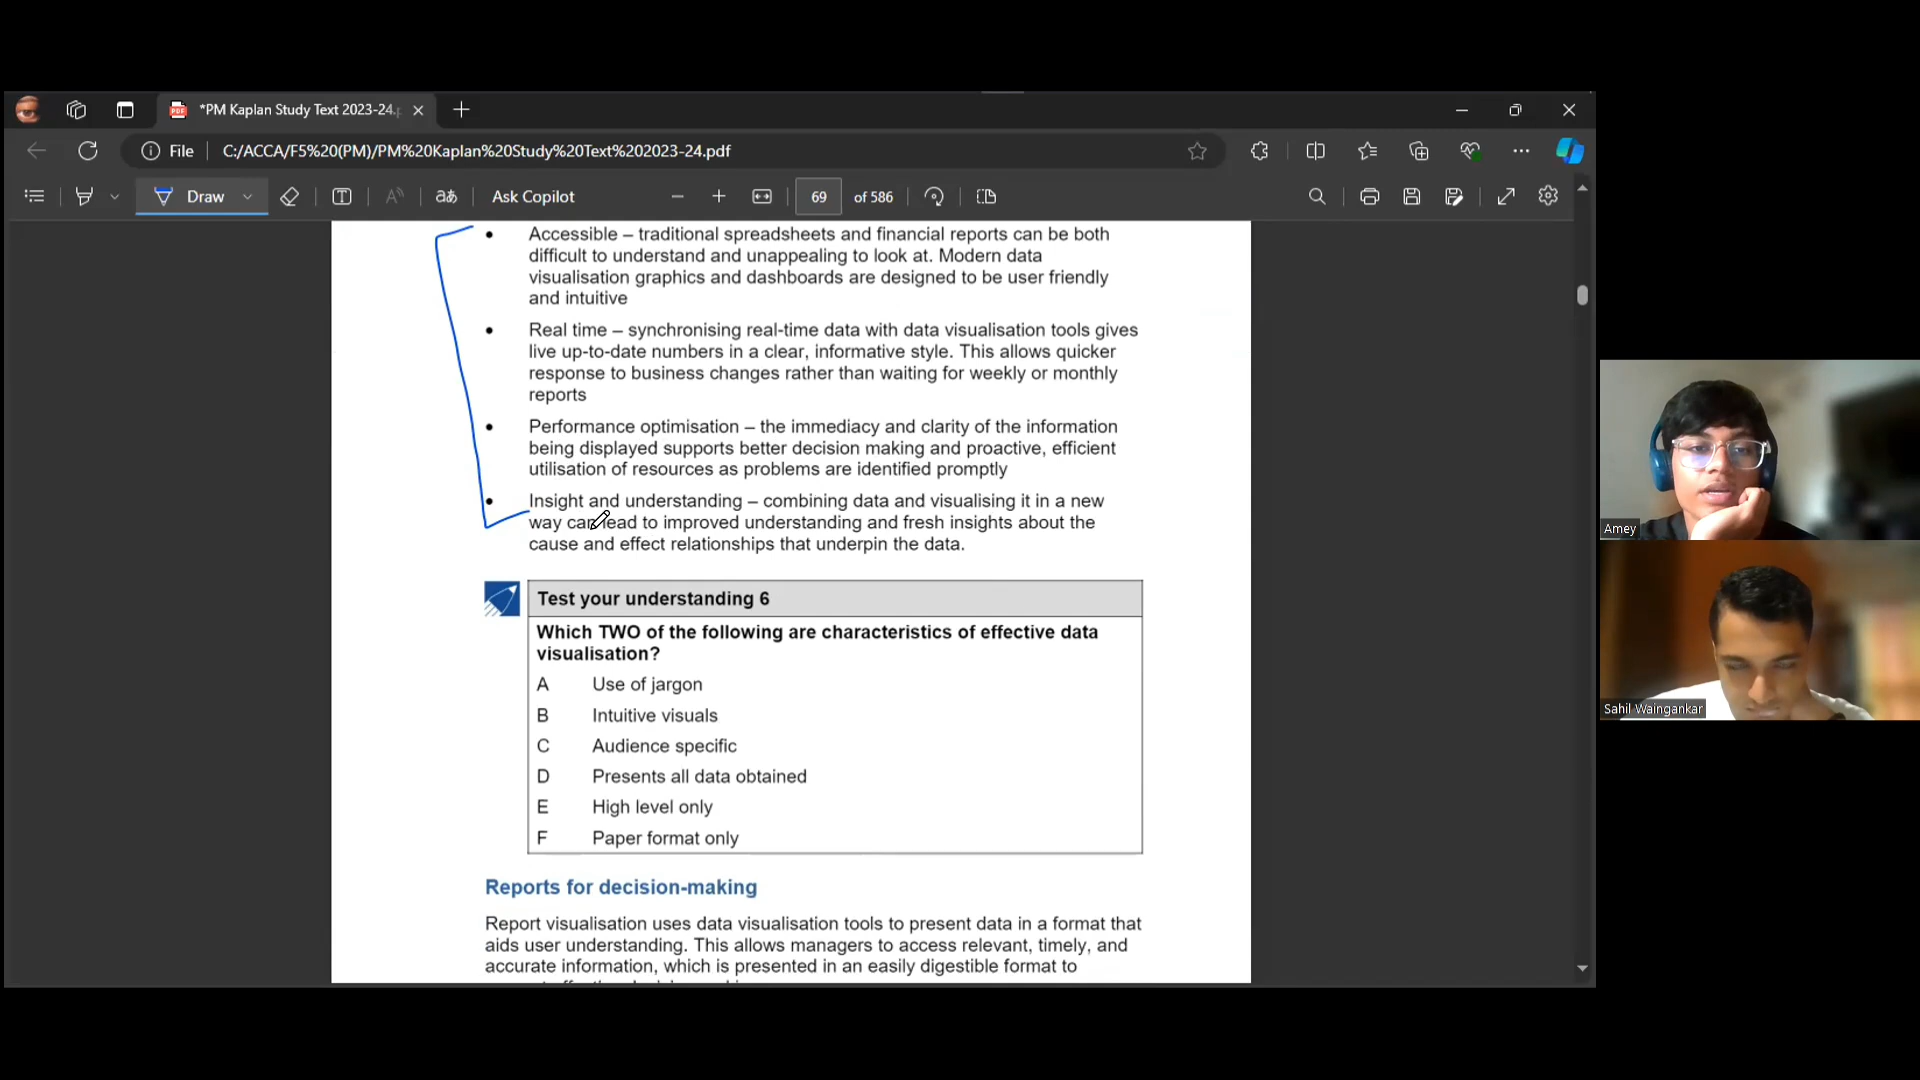 *PM Kaplan Study Text 2023-24.p
File
C:/ACCA/F5%20(PM)/PM%20Kaplan%20Study%20Text%202023-24.pdf
Draw
Ask Copilot
69
of 586
• Accessible – traditional spreadsheets and financial reports can be both
difficult to understand and unappealing to look at. Modern data
visualisation graphics and dashboards are designed to be user friendly
and intuitive
• Real time – synchronising real-time data with data visualisation tools gives
live up-to-date numbers in a clear, informative style. This allows quicker
response to business changes rather than waiting for weekly or monthly
reports
• Performance optimisation – the immediacy and clarity of the information
being displayed supports better decision making and proactive, efficient
utilisation of resources as problems are identified promptly
• Insight and understanding – combining data and visualising it in a new
way can lead to improved understanding and fresh insights about the
cause and effect relationships that underpin the data.
Test your understanding 6
Which TWO of the following are characteristics of effective data
visualisation?
A Use of jargon
B Intuitive visuals
C Audience specific
D Presents all data obtained
E High level only
F Paper format only
Reports for decision-making
Report visualisation uses data visualisation tools to present data in a format that
aids user understanding. This allows managers to access relevant, timely, and
accurate information, which is presented in an easily digestible format to
Amey
Sahil Waingankar